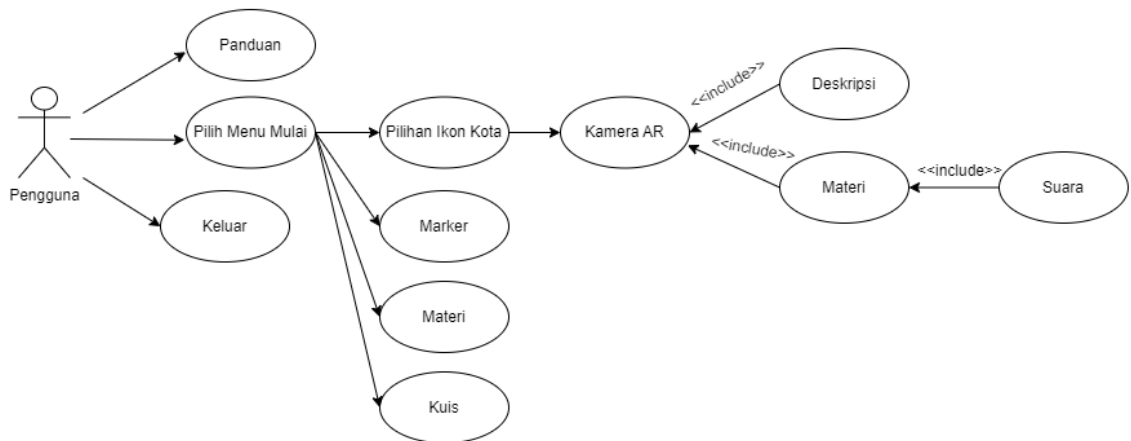 Panduan
Pilih Menu Mulai
Pilihan Ikon Kota
Kamera AR
<<include>>
Deskripsi
<<include>>
Materi
<<include>>
Suara
Pengguna
Keluar
Marker
Materi
Kuis